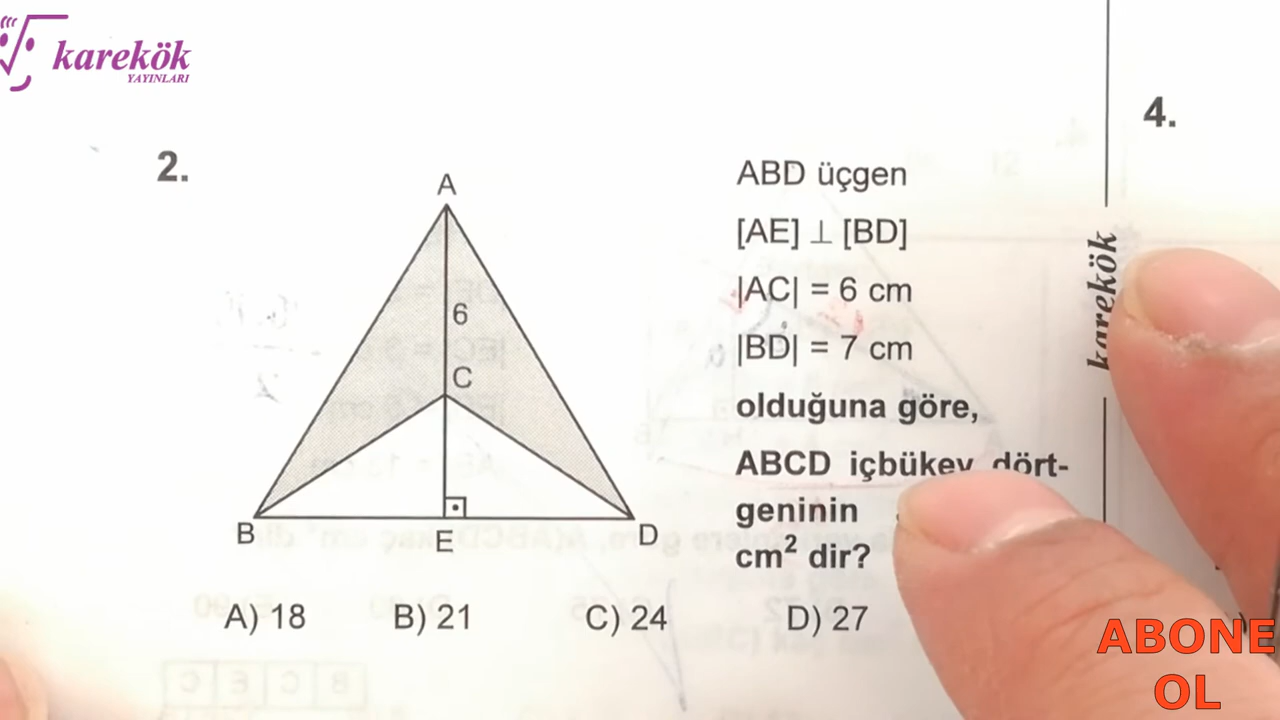 karekök
YAYINLARI
2.
4.
A
6
C
B
E
D
ABD üçgen
[AE] ⊥ [BD]
|AC| = 6 cm
|BD| = 7 cm
olduğuna göre,
ABCD içbükey dört-
geninin
cm² dir?
A) 18 B) 21 C) 24 D) 27
karekök
ABONE
OL